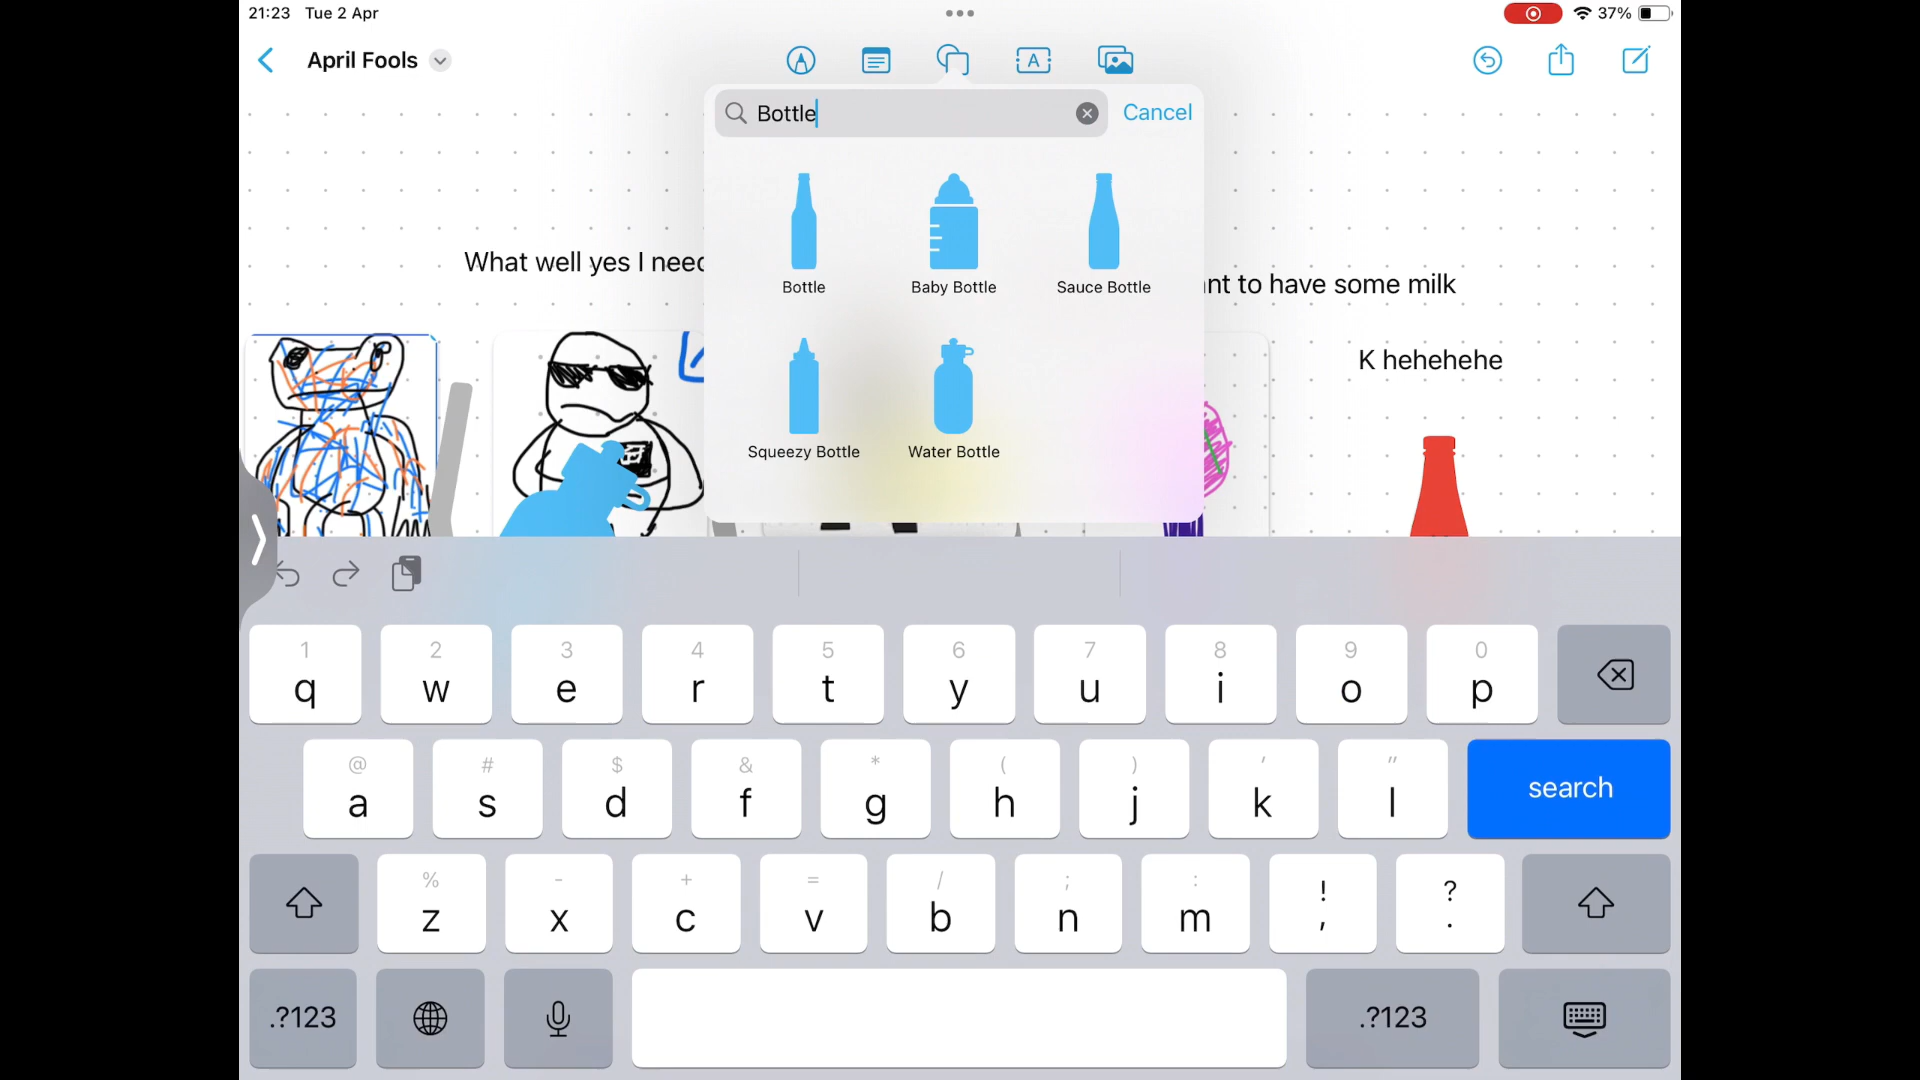 21:23 Tue 2 Apr
37%
April Fools
A
Bottle
Cancel
Bottle
Baby Bottle
Sauce Bottle
Squeezy Bottle
Water Bottle
What well yes I need
nt to have some milk
K hehehehe
1 2 3 4 5 6 7 8 9 0
q w e r t y u i o p
@ # $ & * ( ) ' "
a s d f g h j k l search
% - + = / ; : ! ?
z x c v b n m , .
.?123 .?123